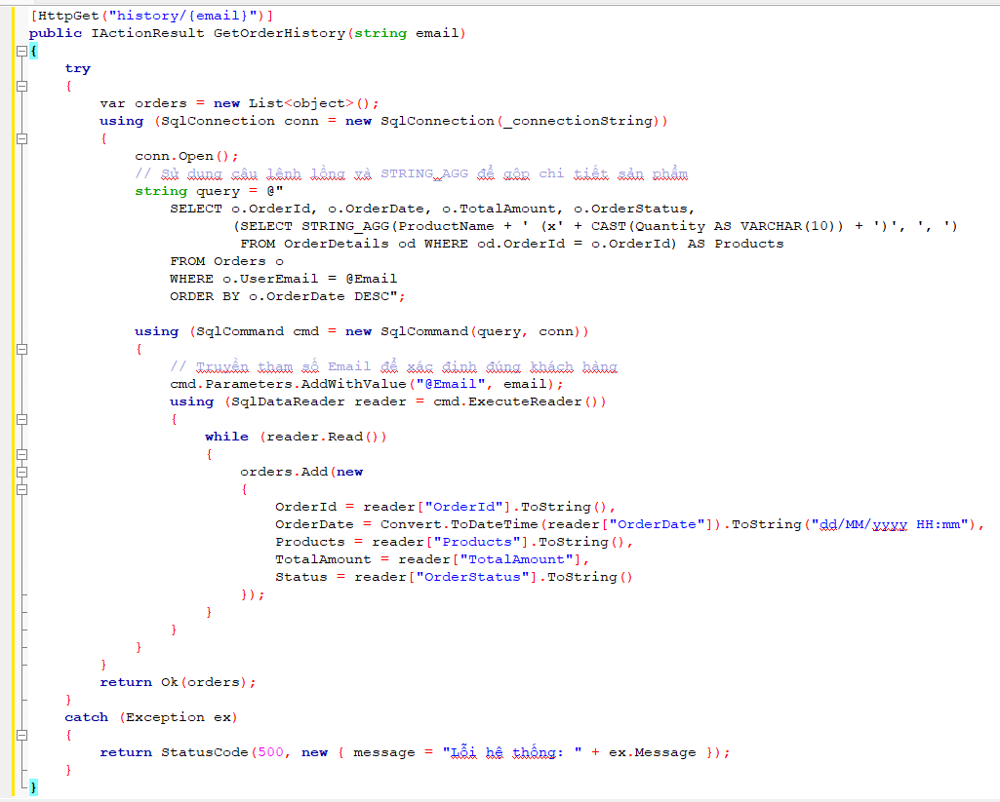 [HttpGet("history/{email}")]
public IActionResult GetOrderHistory(string email)
{
try
{
var orders = new List<object>();
using (SqlConnection conn = new SqlConnection(_connectionString))
{
conn.Open();
// Sử dụng câu lệnh lồng và STRING_AGG để gộp chi tiết sản phẩm
string query = @"
SELECT o.OrderId, o.OrderDate, o.TotalAmount, o.OrderStatus,
(SELECT STRING_AGG(ProductName + ' (x' + CAST(Quantity AS VARCHAR(10)) + ')', ', ')
FROM OrderDetails od WHERE od.OrderId = o.OrderId) AS Products
FROM Orders o
WHERE o.UserEmail = @Email
ORDER BY o.OrderDate DESC";
using (SqlCommand cmd = new SqlCommand(query, conn))
{
// Truyền tham số Email để xác định đúng khách hàng
cmd.Parameters.AddWithValue("@Email", email);
using (SqlDataReader reader = cmd.ExecuteReader())
{
while (reader.Read())
{
orders.Add(new
{
OrderId = reader["OrderId"].ToString(),
OrderDate = Convert.ToDateTime(reader["OrderDate"]).ToString("dd/MM/yyyy HH:mm"),
Products = reader["Products"].ToString(),
TotalAmount = reader["TotalAmount"],
Status = reader["OrderStatus"].ToString()
});
}
}
}
}
return Ok(orders);
}
catch (Exception ex)
{
return StatusCode(500, new { message = "Lỗi hệ thống: " + ex.Message });
}
}